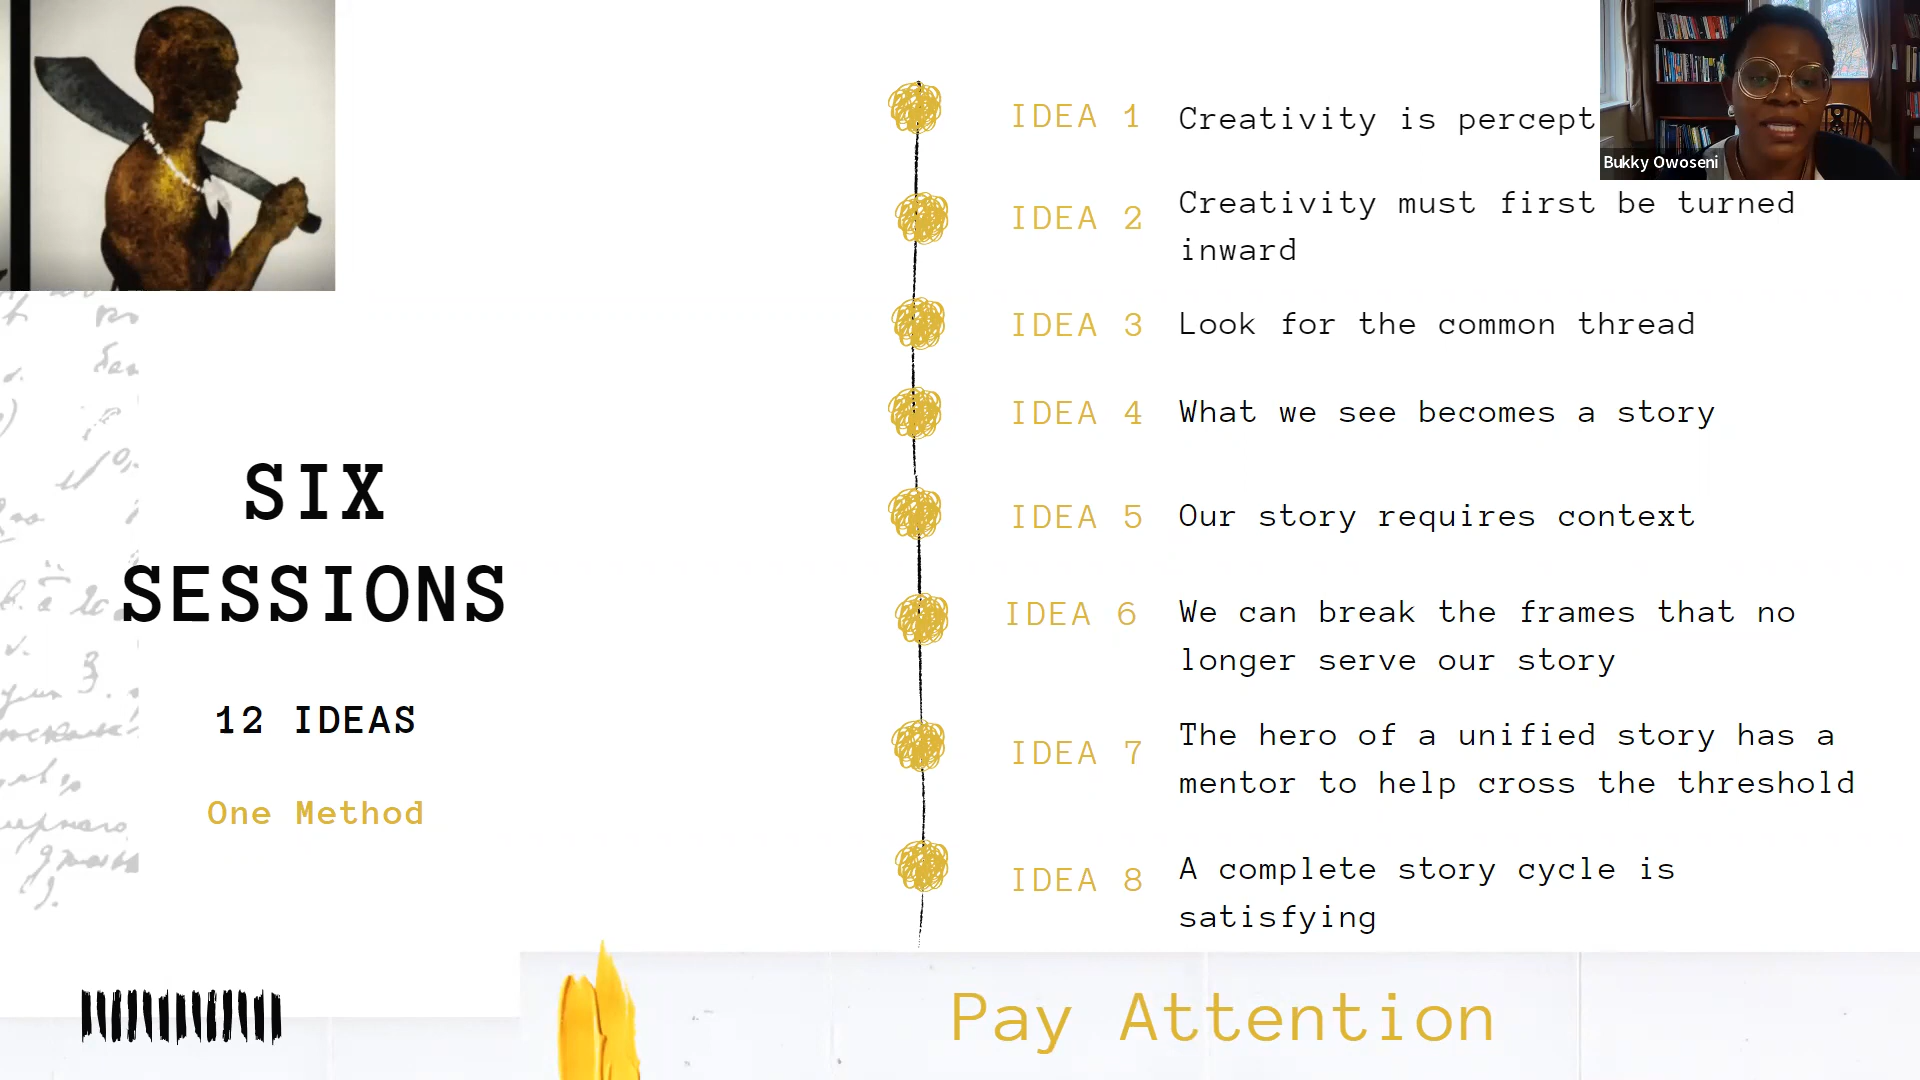 Bukky Owoseni
SIX
SESSIONS
12 IDEAS
One Method
IDEA 1 Creativity is percept
IDEA 2 Creativity must first be turned
inward
IDEA 3 Look for the common thread
IDEA 4 What we see becomes a story
IDEA 5 Our story requires context
IDEA 6 We can break the frames that no
longer serve our story
IDEA 7 The hero of a unified story has a
mentor to help cross the threshold
IDEA 8 A complete story cycle is
satisfying
Pay Attention